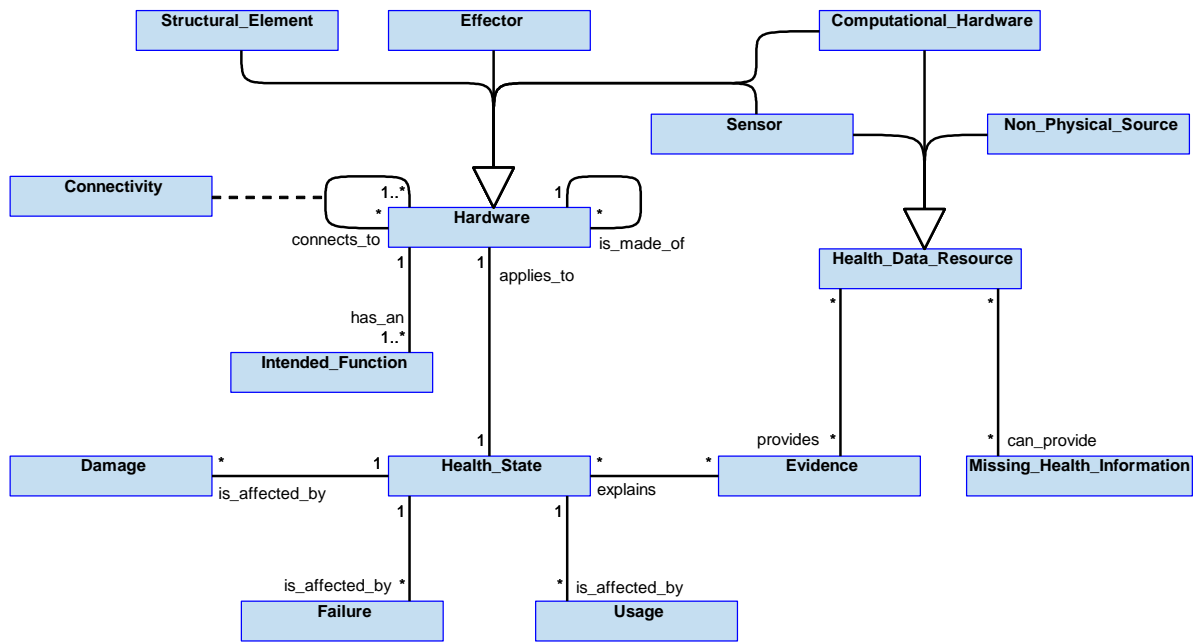 Structural_Element
Effector
Computational_Hardware
Sensor
Non_Physical_Source
Connectivity
1..*
1
*
*
Hardware
connects_to
is_made_of
1
1
applies_to
Health_Data_Resource
*
*
has_an
1..*
Intended_Function
provides
*
*
can_provide
1
Damage
*
1
Health_State
*
*
Evidence
Missing_Health_Information
is_affected_by
explains
1
1
is_affected_by
*
*
is_affected_by
Failure
Usage